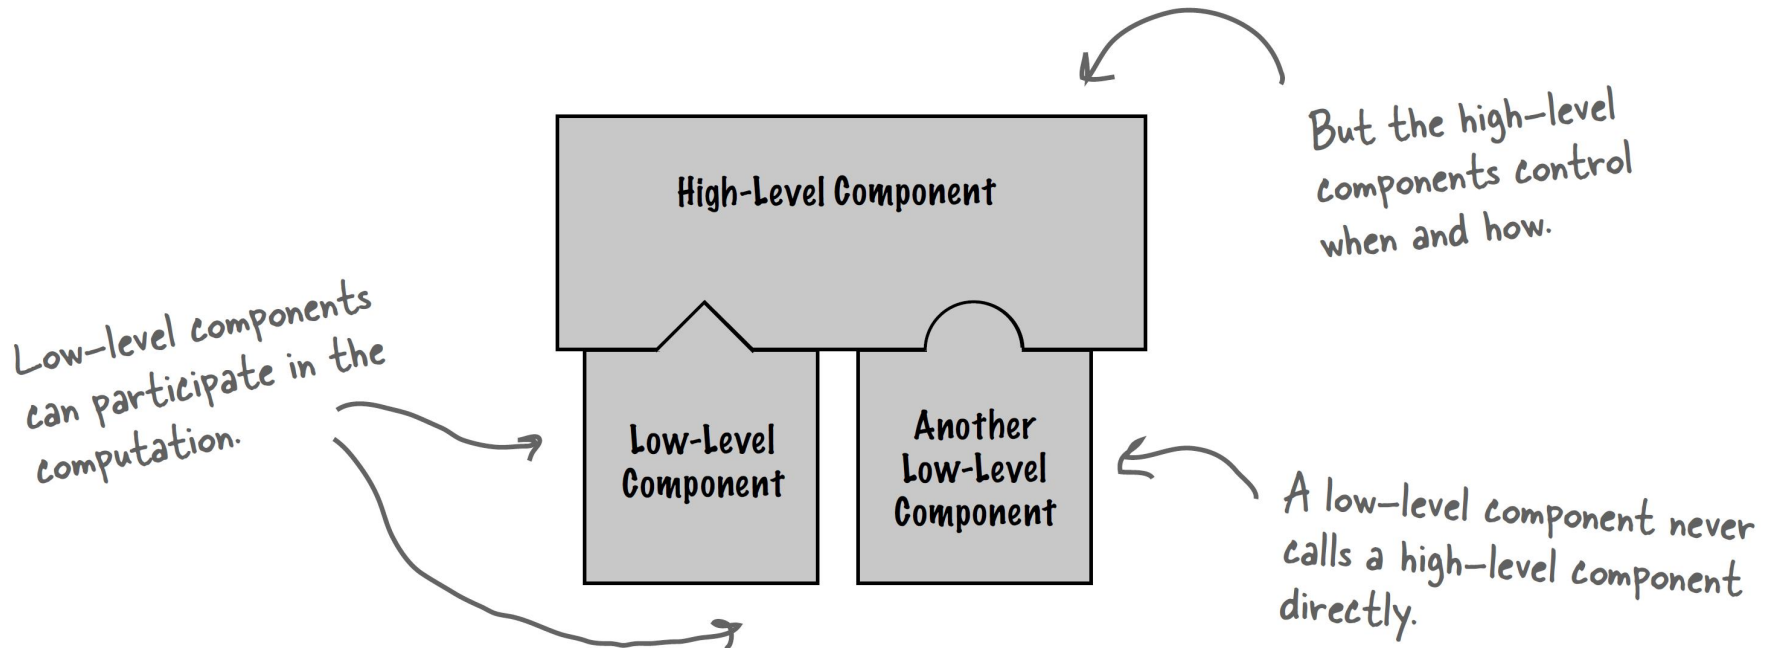 But the high-level
components control
when and how.
High-Level Component
Low-level components
can participate in the
computation.
Low-Level
Component
Another
Low-Level
Component
A low-level component never
calls a high-level component
directly.